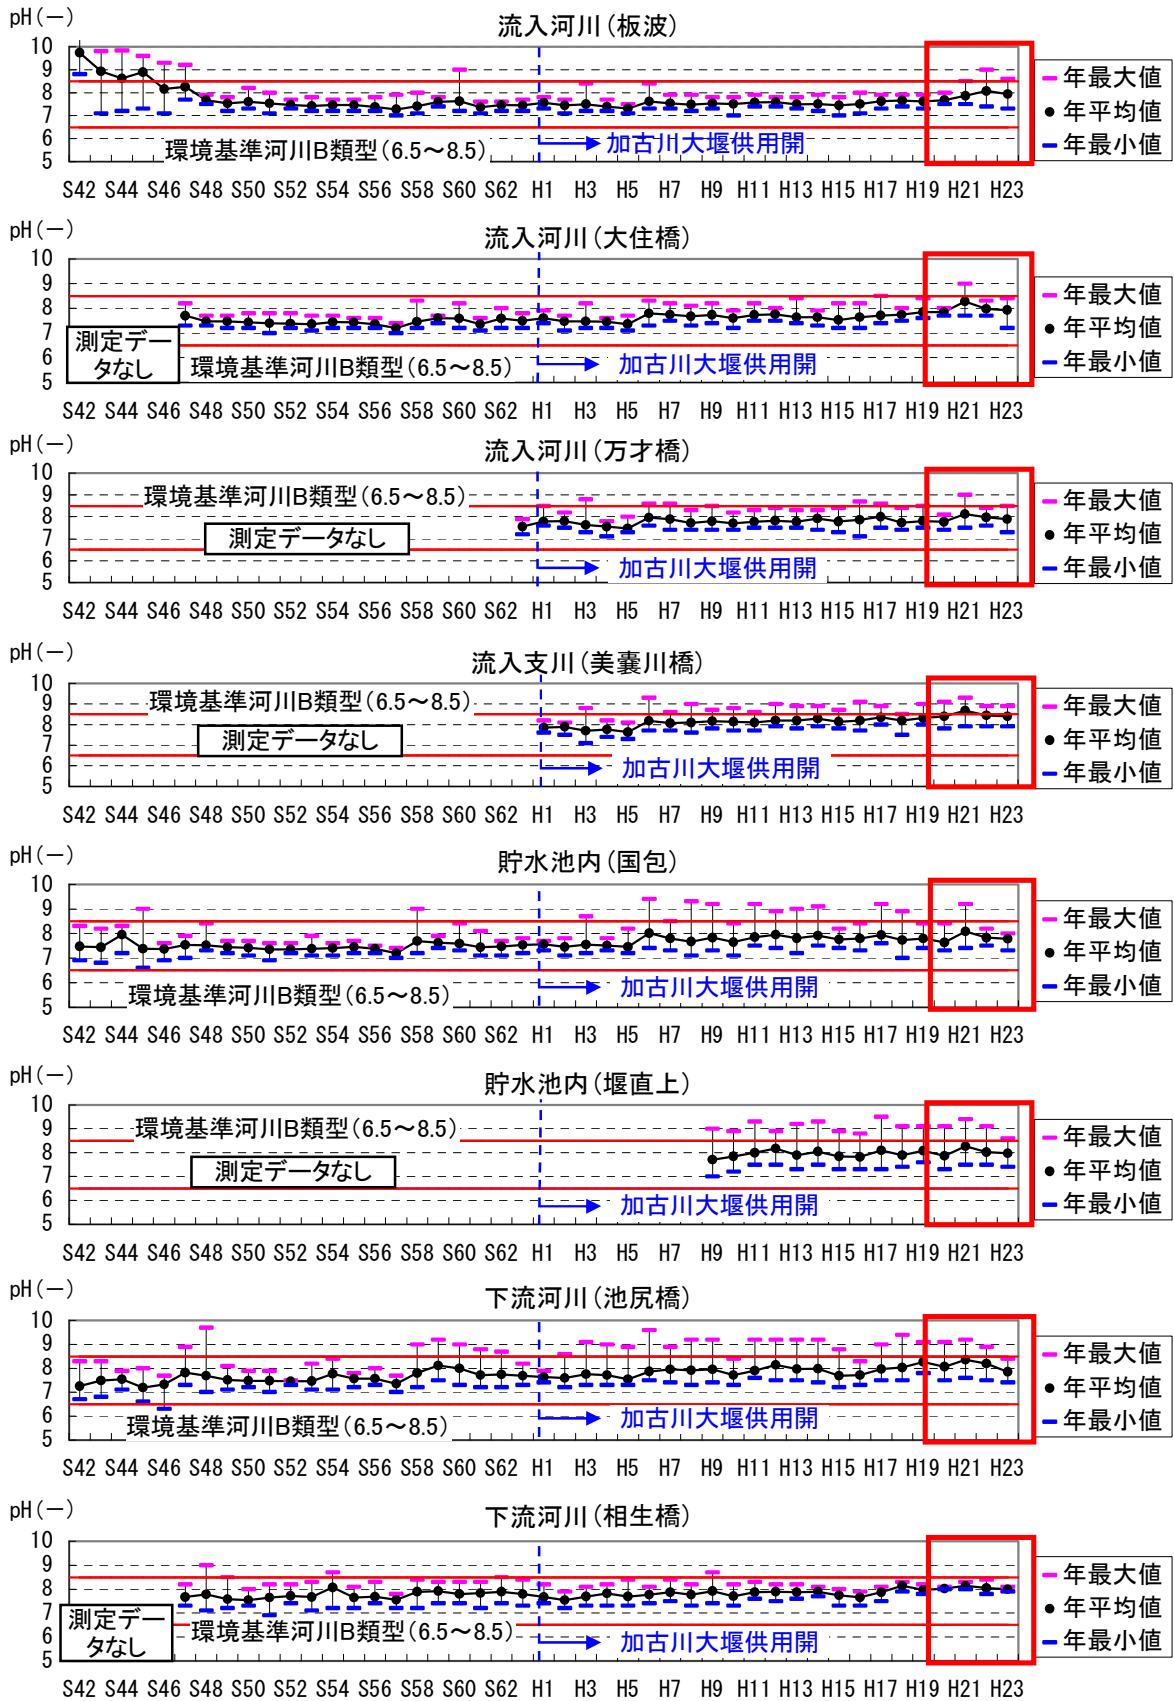 pH(－)
流入河川(板波)
10
9
8
7
6
5
年最大値
年平均値
年最小値
環境基準河川B類型(6.5～8.5)
加古川大堰供用開
S42 S44 S46 S48 S50 S52 S54 S56 S58 S60 S62 H1 H3 H5 H7 H9 H11 H13 H15 H17 H19 H21 H23
pH(－)
流入河川(大住橋)
10
9
8
7
6
5
年最大値
年平均値
年最小値
測定デー
タなし
環境基準河川B類型(6.5～8.5)
加古川大堰供用開
S42 S44 S46 S48 S50 S52 S54 S56 S58 S60 S62 H1 H3 H5 H7 H9 H11 H13 H15 H17 H19 H21 H23
pH(－)
流入河川(万才橋)
10
9
8
7
6
5
環境基準河川B類型(6.5～8.5)
測定データなし
年最大値
年平均値
年最小値
加古川大堰供用開
S42 S44 S46 S48 S50 S52 S54 S56 S58 S60 S62 H1 H3 H5 H7 H9 H11 H13 H15 H17 H19 H21 H23
pH(－)
流入支川(美嚢川橋)
10
9
8
7
6
5
環境基準河川B類型(6.5～8.5)
測定データなし
年最大値
年平均値
年最小値
加古川大堰供用開
S42 S44 S46 S48 S50 S52 S54 S56 S58 S60 S62 H1 H3 H5 H7 H9 H11 H13 H15 H17 H19 H21 H23
pH(－)
貯水池内(国包)
10
9
8
7
6
5
年最大値
年平均値
年最小値
環境基準河川B類型(6.5～8.5)
加古川大堰供用開
S42 S44 S46 S48 S50 S52 S54 S56 S58 S60 S62 H1 H3 H5 H7 H9 H11 H13 H15 H17 H19 H21 H23
pH(－)
貯水池内(堰直上)
10
9
8
7
6
5
環境基準河川B類型(6.5～8.5)
測定データなし
年最大値
年平均値
年最小値
加古川大堰供用開
S42 S44 S46 S48 S50 S52 S54 S56 S58 S60 S62 H1 H3 H5 H7 H9 H11 H13 H15 H17 H19 H21 H23
pH(－)
下流河川(池尻橋)
10
9
8
7
6
5
年最大値
年平均値
年最小値
環境基準河川B類型(6.5～8.5)
加古川大堰供用開
S42 S44 S46 S48 S50 S52 S54 S56 S58 S60 S62 H1 H3 H5 H7 H9 H11 H13 H15 H17 H19 H21 H23
pH(－)
下流河川(相生橋)
10
9
8
7
6
5
年最大値
年平均値
年最小値
測定デー
タなし
環境基準河川B類型(6.5～8.5)
加古川大堰供用開
S42 S44 S46 S48 S50 S52 S54 S56 S58 S60 S62 H1 H3 H5 H7 H9 H11 H13 H15 H17 H19 H21 H23